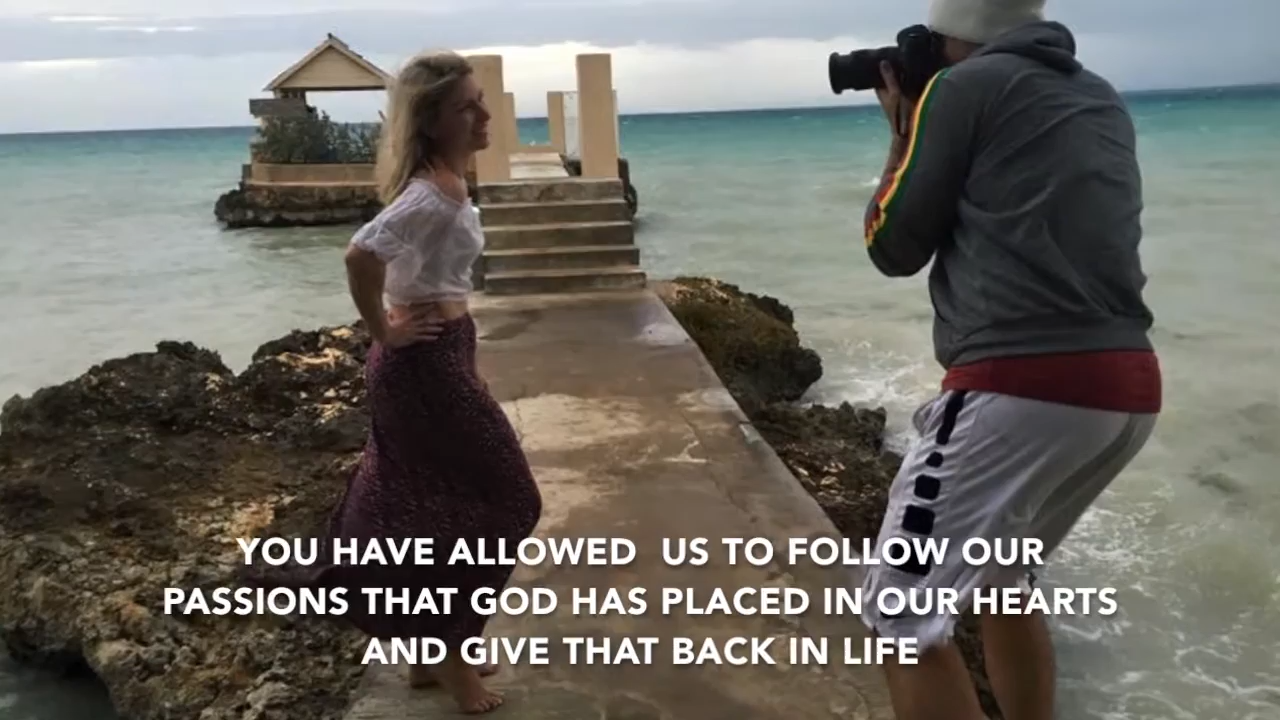 YOU HAVE ALLOWED  US TO FOLLOW OUR
PASSIONS THAT GOD HAS PLACED IN OUR HEARTS
AND GIVE THAT BACK IN LIFE